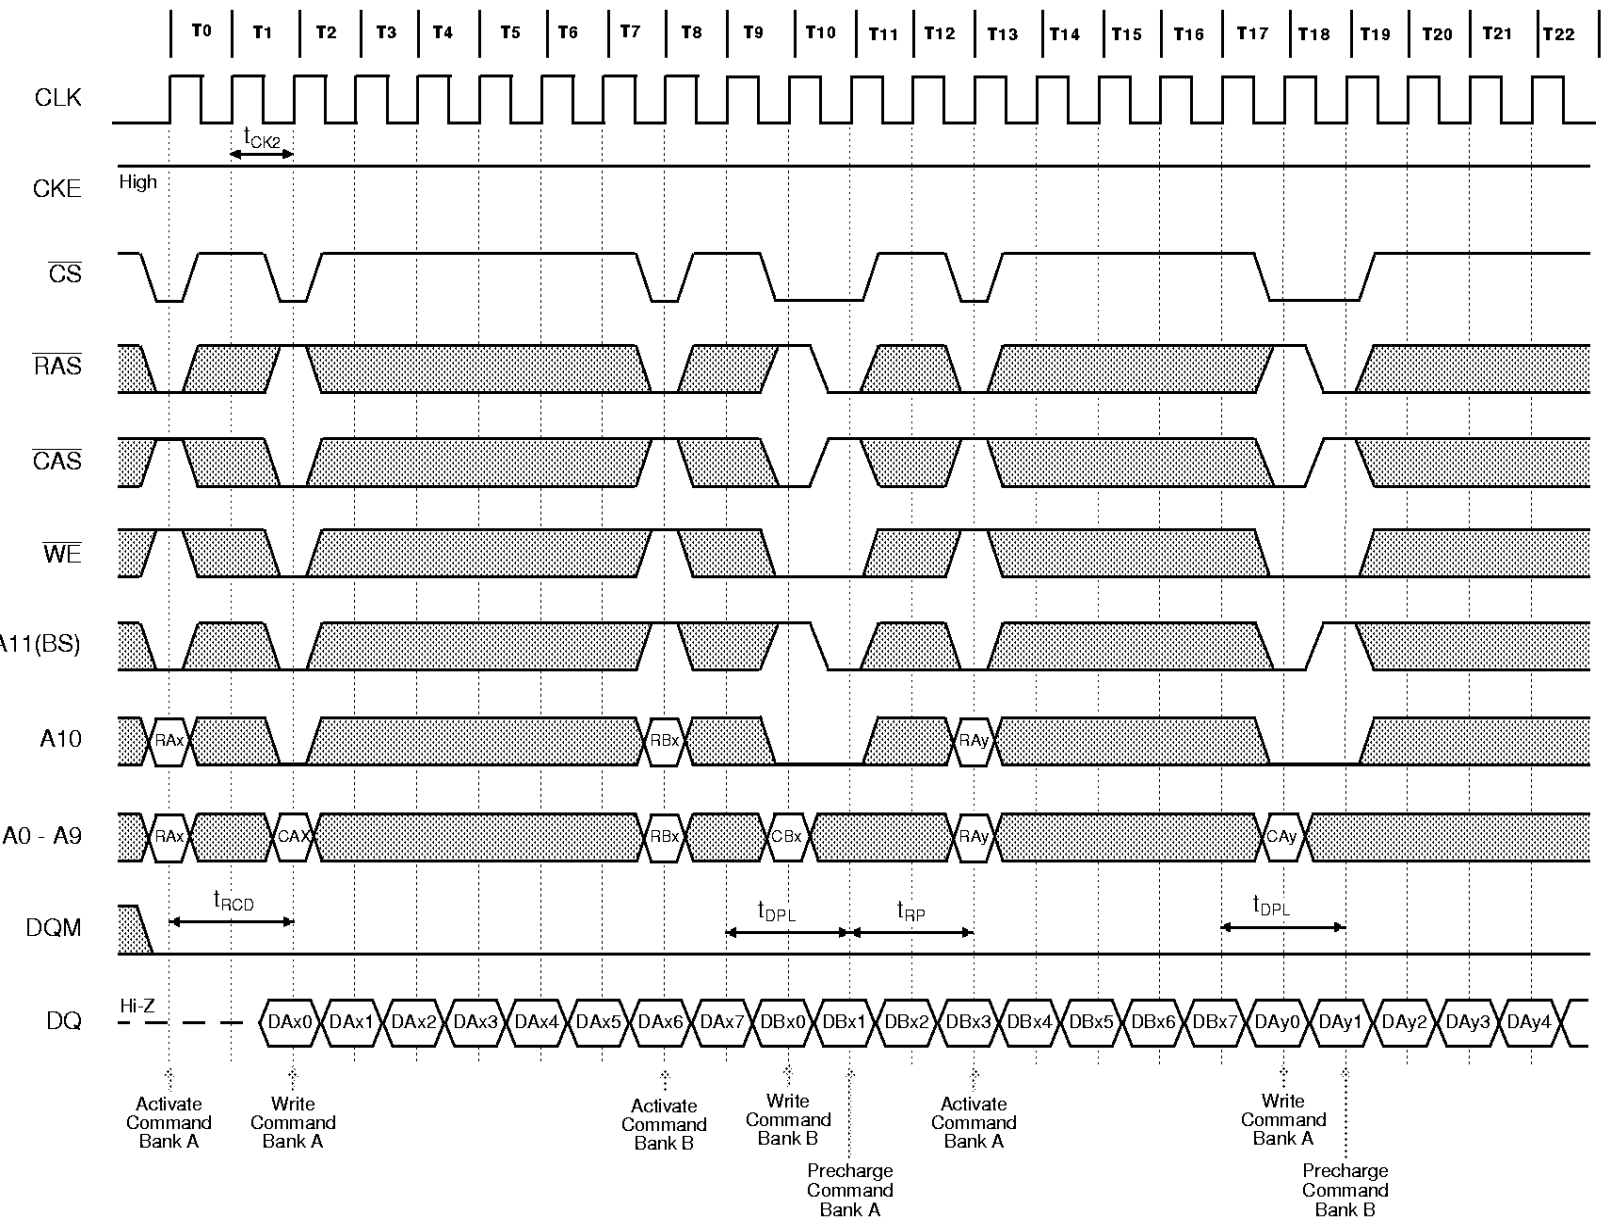 T0 T1 T2 T3 T4 T5 T6 T7 T8 T9 T10 T11 T12 T13 T14 T15 T16 T17 T18 T19 T20 T21 T22
CLK
tCK2
CKE High
CS
RAS
CAS
WE
A11(BS)
A10 RAx RBx RAy
A0 - A9 RAx CAX RBx CBx RAy CAy
DQM tRCD tDPL tRP tDPL
DQ Hi-Z DAx0 DAx1 DAx2 DAx3 DAx4 DAx5 DAx6 DAx7 DBx0 DBx1 DBx2 DBx3 DBx4 DBx5 DBx6 DBx7 DAy0 DAy1 DAy2 DAy3 DAy4
Activate
Command
Bank A
Write
Command
Bank A
Activate
Command
Bank B
Write
Command
Bank B
Precharge
Command
Bank A
Activate
Command
Bank A
Write
Command
Bank A
Precharge
Command
Bank B